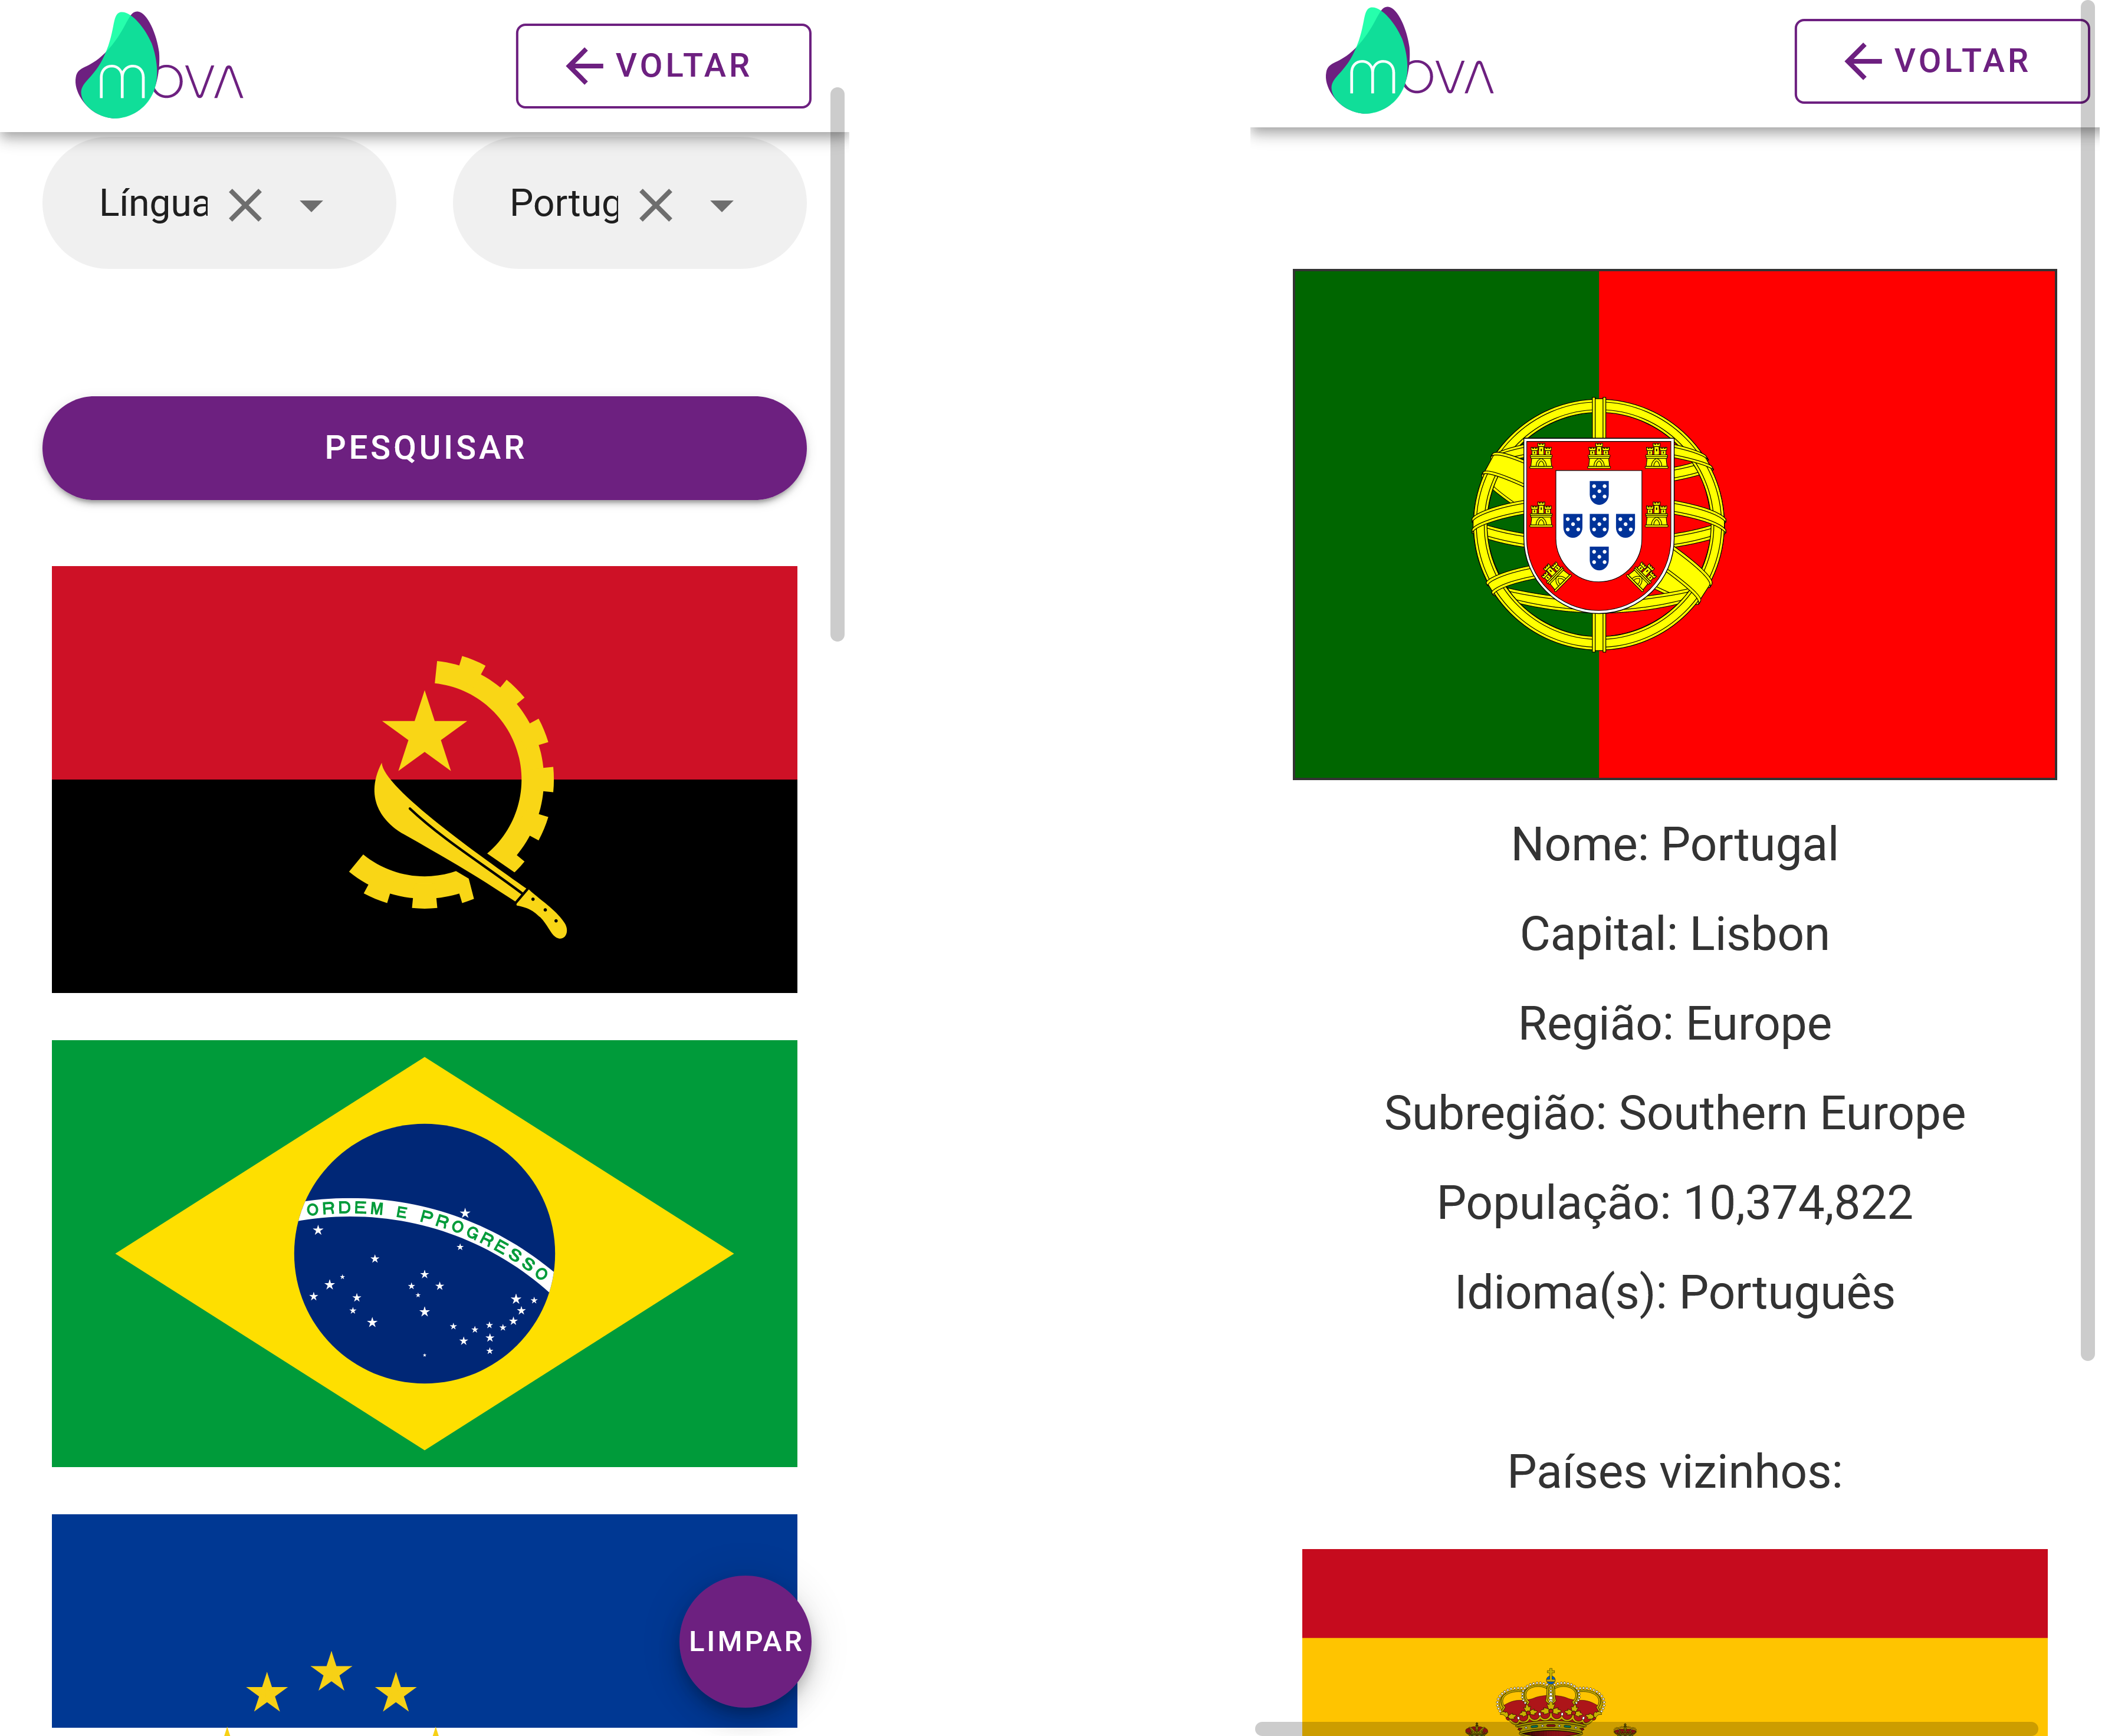 mova
VOLTAR
Língua
Portug
PESQUISAR
ORDEM E PROGRESSO
LIMPAR
mova
VOLTAR
Nome: Portugal
Capital: Lisbon
Região: Europe
Subregião: Southern Europe
População: 10,374,822
Idioma(s): Português
Países vizinhos: